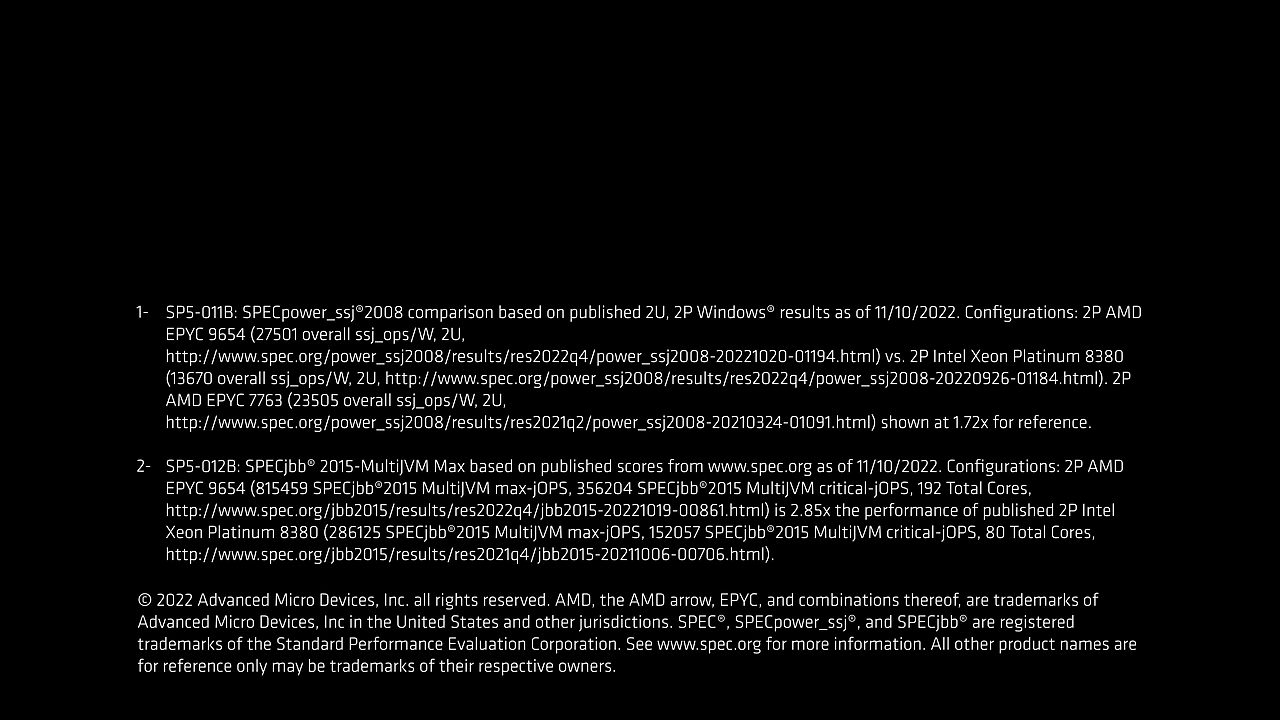 1- SP5-011B: SPECpower_ssj®2008 comparison based on published 2U, 2P Windows® results as of 11/10/2022. Configurations: 2P AMD
EPYC 9654 (27501 overall ssj_ops/W, 2U,
http://www.spec.org/power_ssj2008/results/res2022q4/power_ssj2008-20221020-01194.html) vs. 2P Intel Xeon Platinum 8380
(13670 overall ssj_ops/W, 2U, http://www.spec.org/power_ssj2008/results/res2022q4/power_ssj2008-20220926-01184.html). 2P
AMD EPYC 7763 (23505 overall ssj_ops/W, 2U,
http://www.spec.org/power_ssj2008/results/res2021q2/power_ssj2008-20210324-01091.html) shown at 1.72x for reference.
2- SP5-012B: SPECjbb® 2015-MultiJVM Max based on published scores from www.spec.org as of 11/10/2022. Configurations: 2P AMD
EPYC 9654 (815459 SPECjbb®2015 MultiJVM max-jOPS, 356204 SPECjbb®2015 MultiJVM critical-jOPS, 192 Total Cores,
http://www.spec.org/jbb2015/results/res2022q4/jbb2015-20221019-00861.html) is 2.85x the performance of published 2P Intel
Xeon Platinum 8380 (286125 SPECjbb®2015 MultiJVM max-jOPS, 152057 SPECjbb®2015 MultiJVM critical-jOPS, 80 Total Cores,
http://www.spec.org/jbb2015/results/res2021q4/jbb2015-20211006-00706.html).
© 2022 Advanced Micro Devices, Inc. all rights reserved. AMD, the AMD arrow, EPYC, and combinations thereof, are trademarks of
Advanced Micro Devices, Inc in the United States and other jurisdictions. SPEC®, SPECpower_ssj®, and SPECjbb® are registered
trademarks of the Standard Performance Evaluation Corporation. See www.spec.org for more information. All other product names are
for reference only may be trademarks of their respective owners.